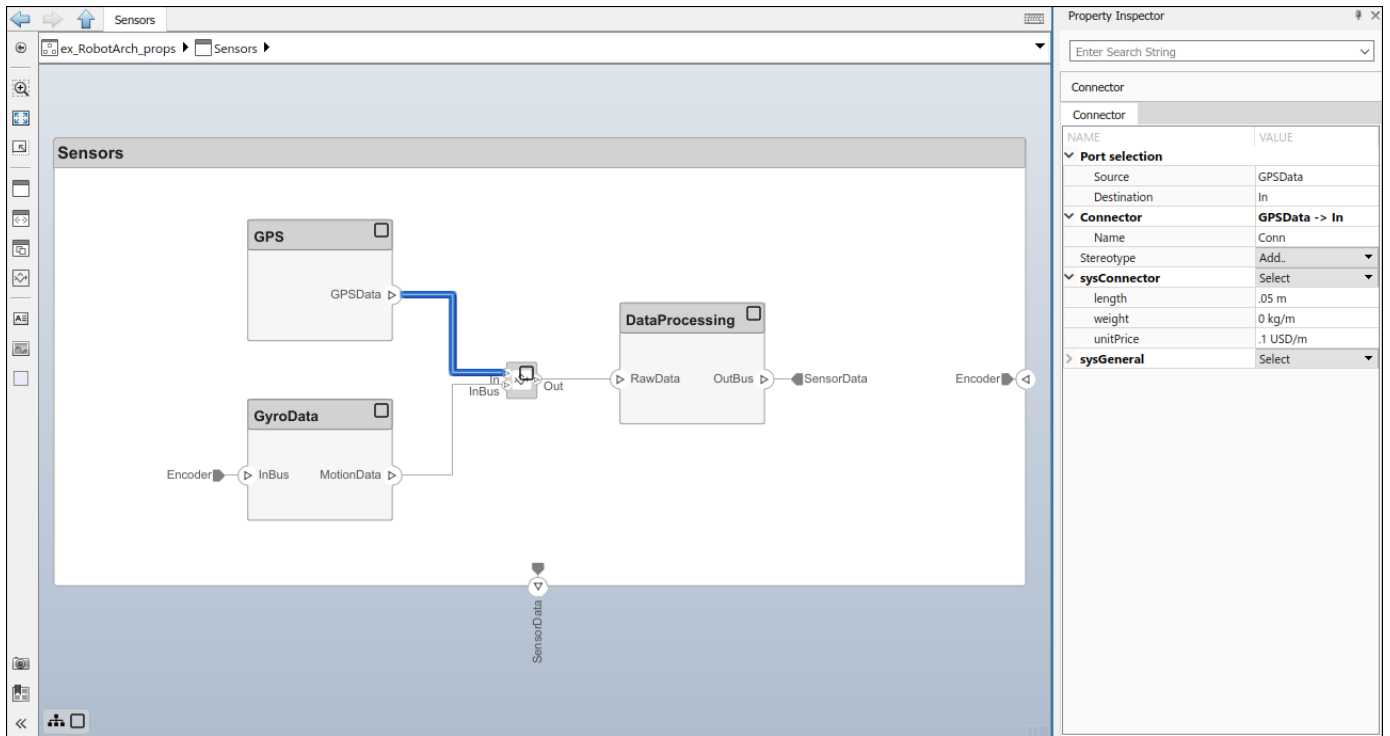 Sensors
ex_RobotArch_props Sensors
Sensors
GPS
GPSData
GyroData
Encoder
InBus
MotionData
In
InBus
Out
DataProcessing
RawData
OutBus
SensorData
Encoder
SensorData
Property Inspector
Enter Search String
Connector
Connector
NAME VALUE
Port selection
Source GPSData
Destination In
Connector GPSData -> In
Name Conn
Stereotype Add..
sysConnector Select
length .05 m
weight 0 kg/m
unitPrice .1 USD/m
sysGeneral Select